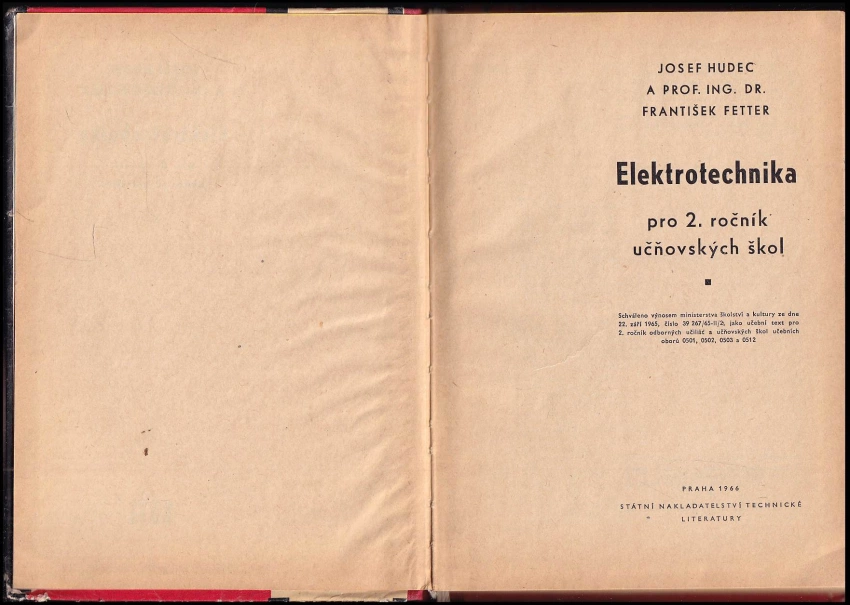 JOSEF HUDEC
A PROF. ING. DR.
FRANTIŠEK FETTER
Elektrotechnika
pro 2. ročník
učňovských škol
Schváleno výnosem ministerstva školství a kultury ze dne
22. září 1965, číslo 39 267/65-II/2, jako učební text pro
2. ročník odborných učilišť a učňovských škol učebních
oborů 0501, 0502, 0503 a 0512
PRAHA 1966
STÁTNÍ NAKLADATELSTVÍ TECHNICKÉ
LITERATURY